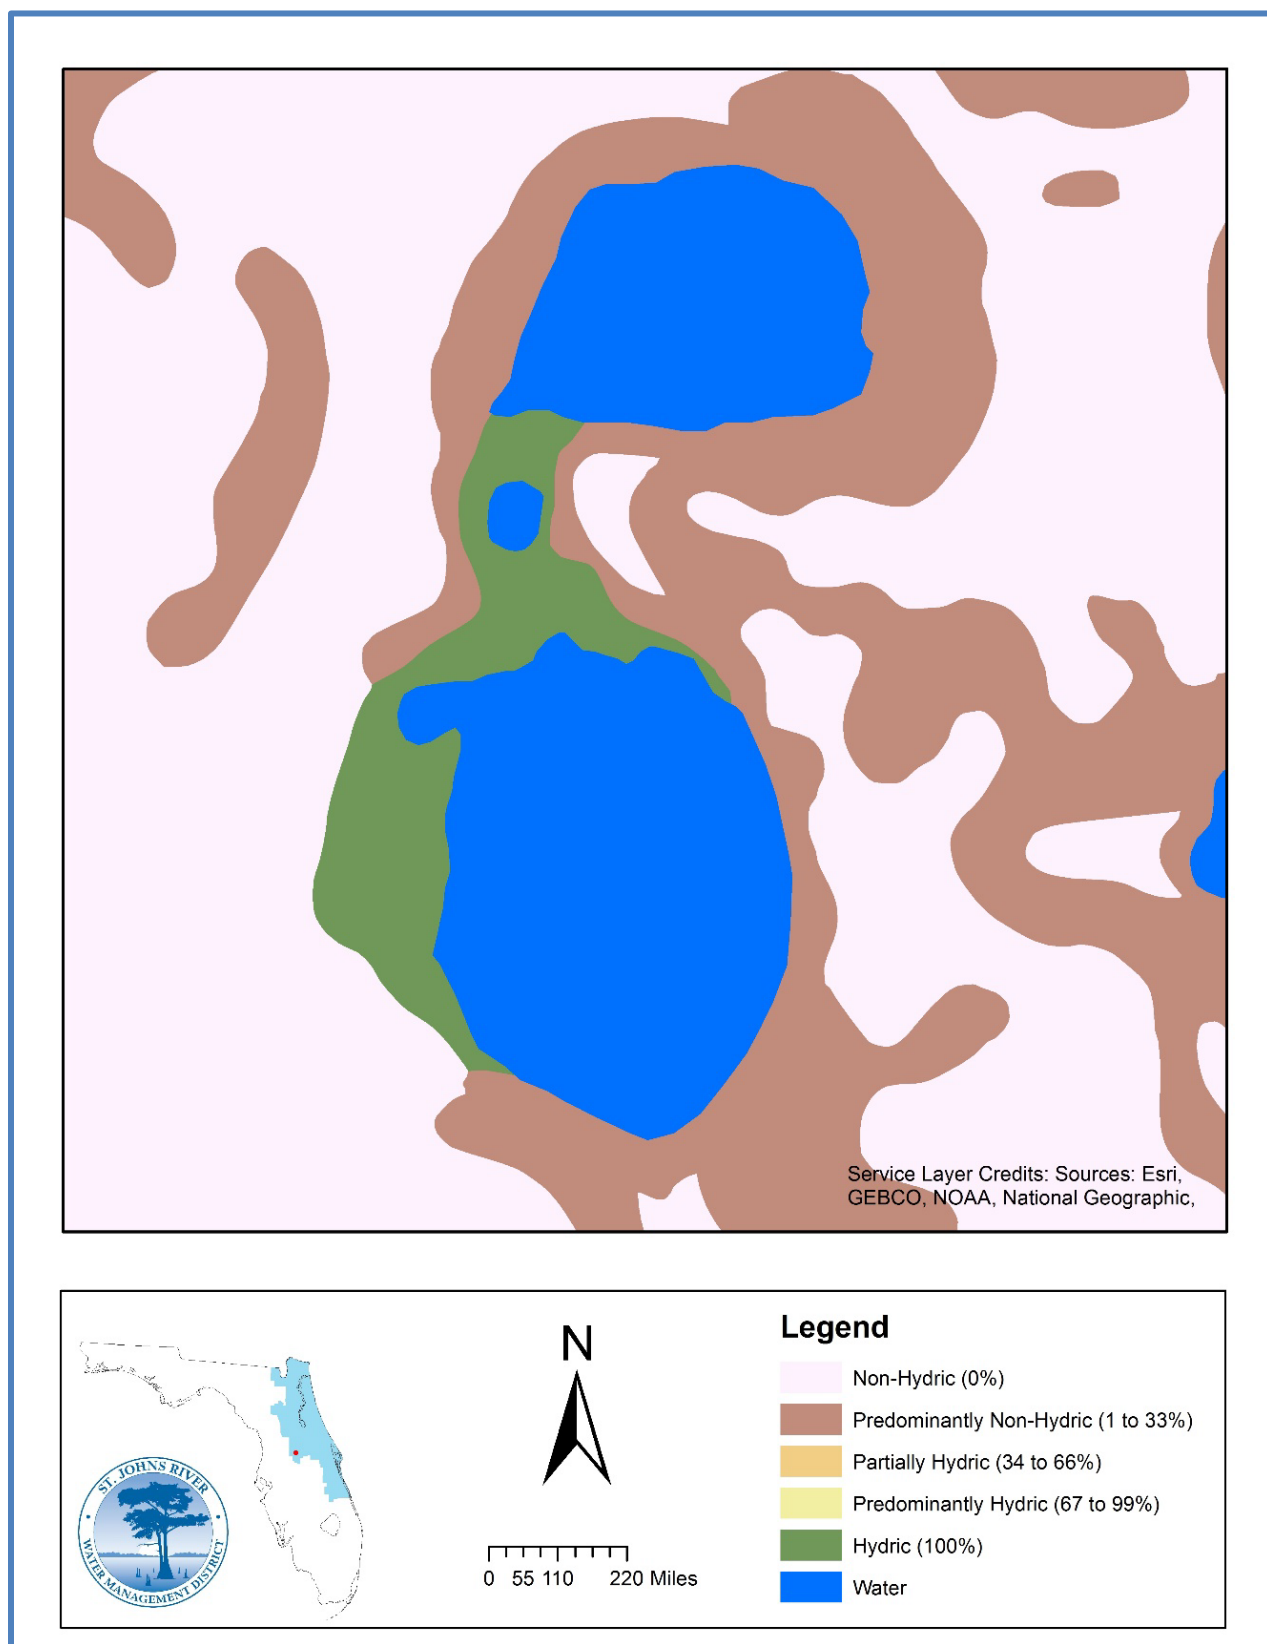 Service Layer Credits: Sources: Esri,
GEBCO, NOAA, National Geographic,
ST. JOHNS RIVER
WATER MANAGEMENT DISTRICT
N
0 55 110 220 Miles
Legend
Non-Hydric (0%)
Predominantly Non-Hydric (1 to 33%)
Partially Hydric (34 to 66%)
Predominantly Hydric (67 to 99%)
Hydric (100%)
Water